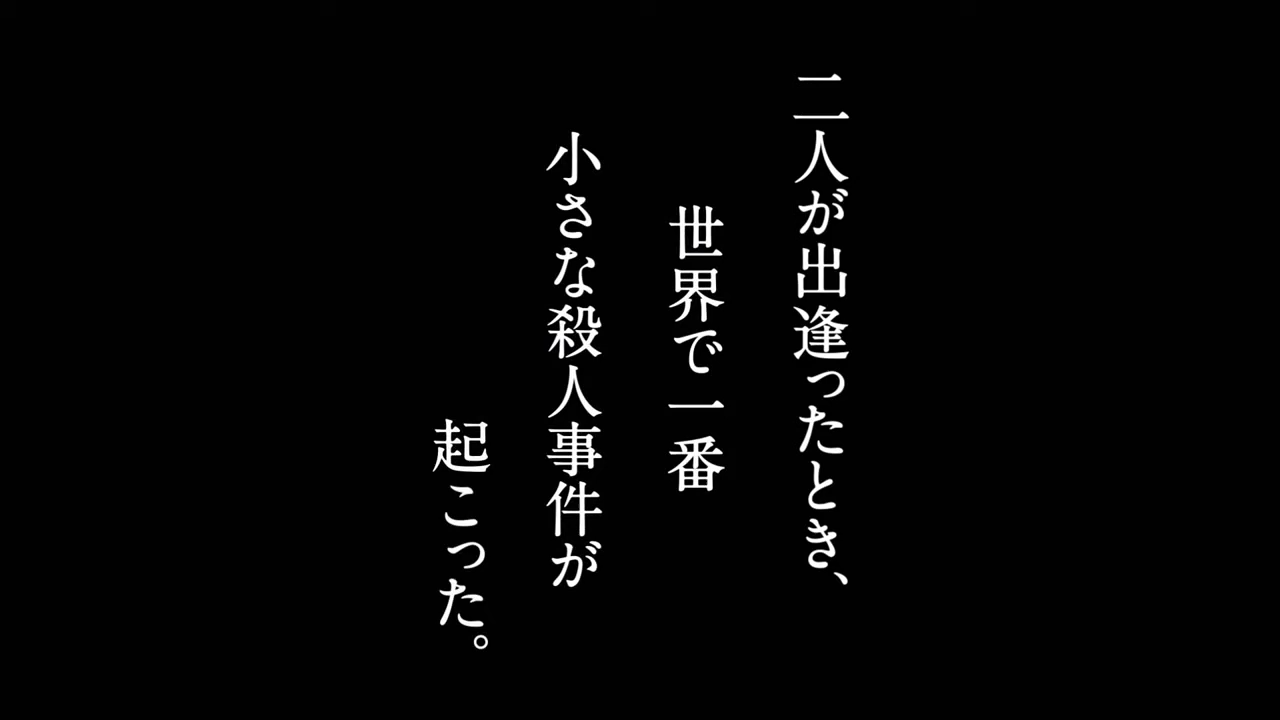 二人が出逢ったとき、
世界で一番
小さな殺人事件が
起こった。